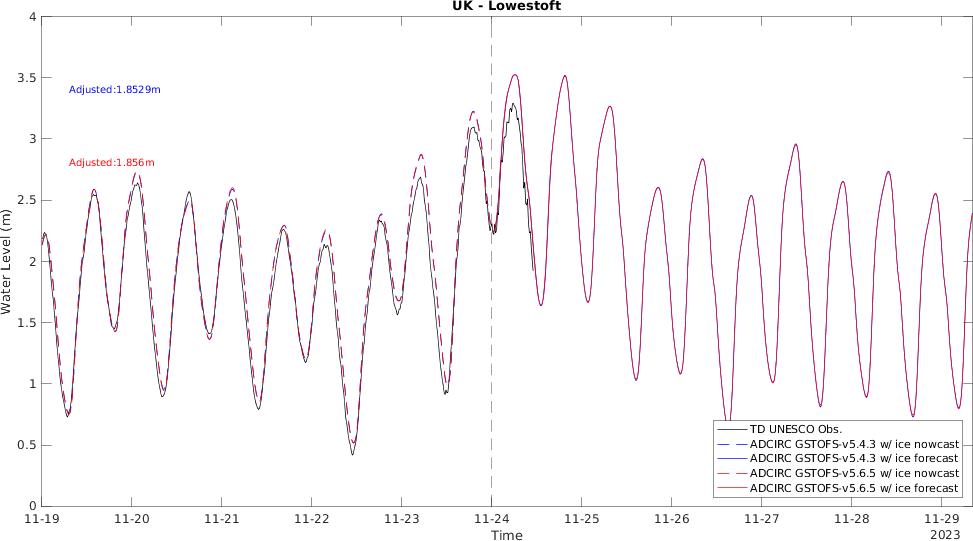 UK - Lowestoft
4
3.5
3
2.5
2
1.5
1
0.5
0
Water Level (m)
Adjusted:1.8529m
Adjusted:1.856m
TD UNESCO Obs.
ADCIRC GSTOFS-v5.4.3 w/ ice nowcast
ADCIRC GSTOFS-v5.4.3 w/ ice forecast
ADCIRC GSTOFS-v5.6.5 w/ ice nowcast
ADCIRC GSTOFS-v5.6.5 w/ ice forecast
11-19 11-20 11-21 11-22 11-23 11-24 11-25 11-26 11-27 11-28 11-29
Time
2023